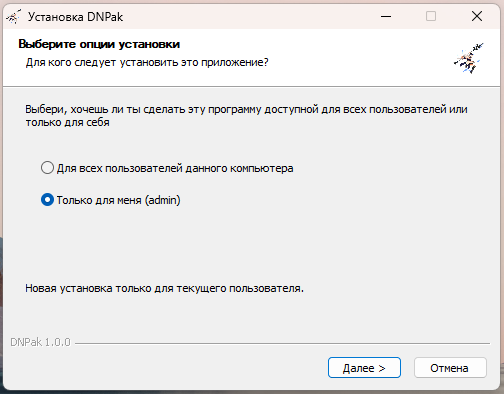 Установка DNPak
Выберите опции установки
Для кого следует установить это приложение?
Выбери, хочешь ли ты сделать эту программу доступной для всех пользователей или
только для себя
Для всех пользователей данного компьютера
Только для меня (admin)
Новая установка только для текущего пользователя.
DNPak 1.0.0
Далее >
Отмена